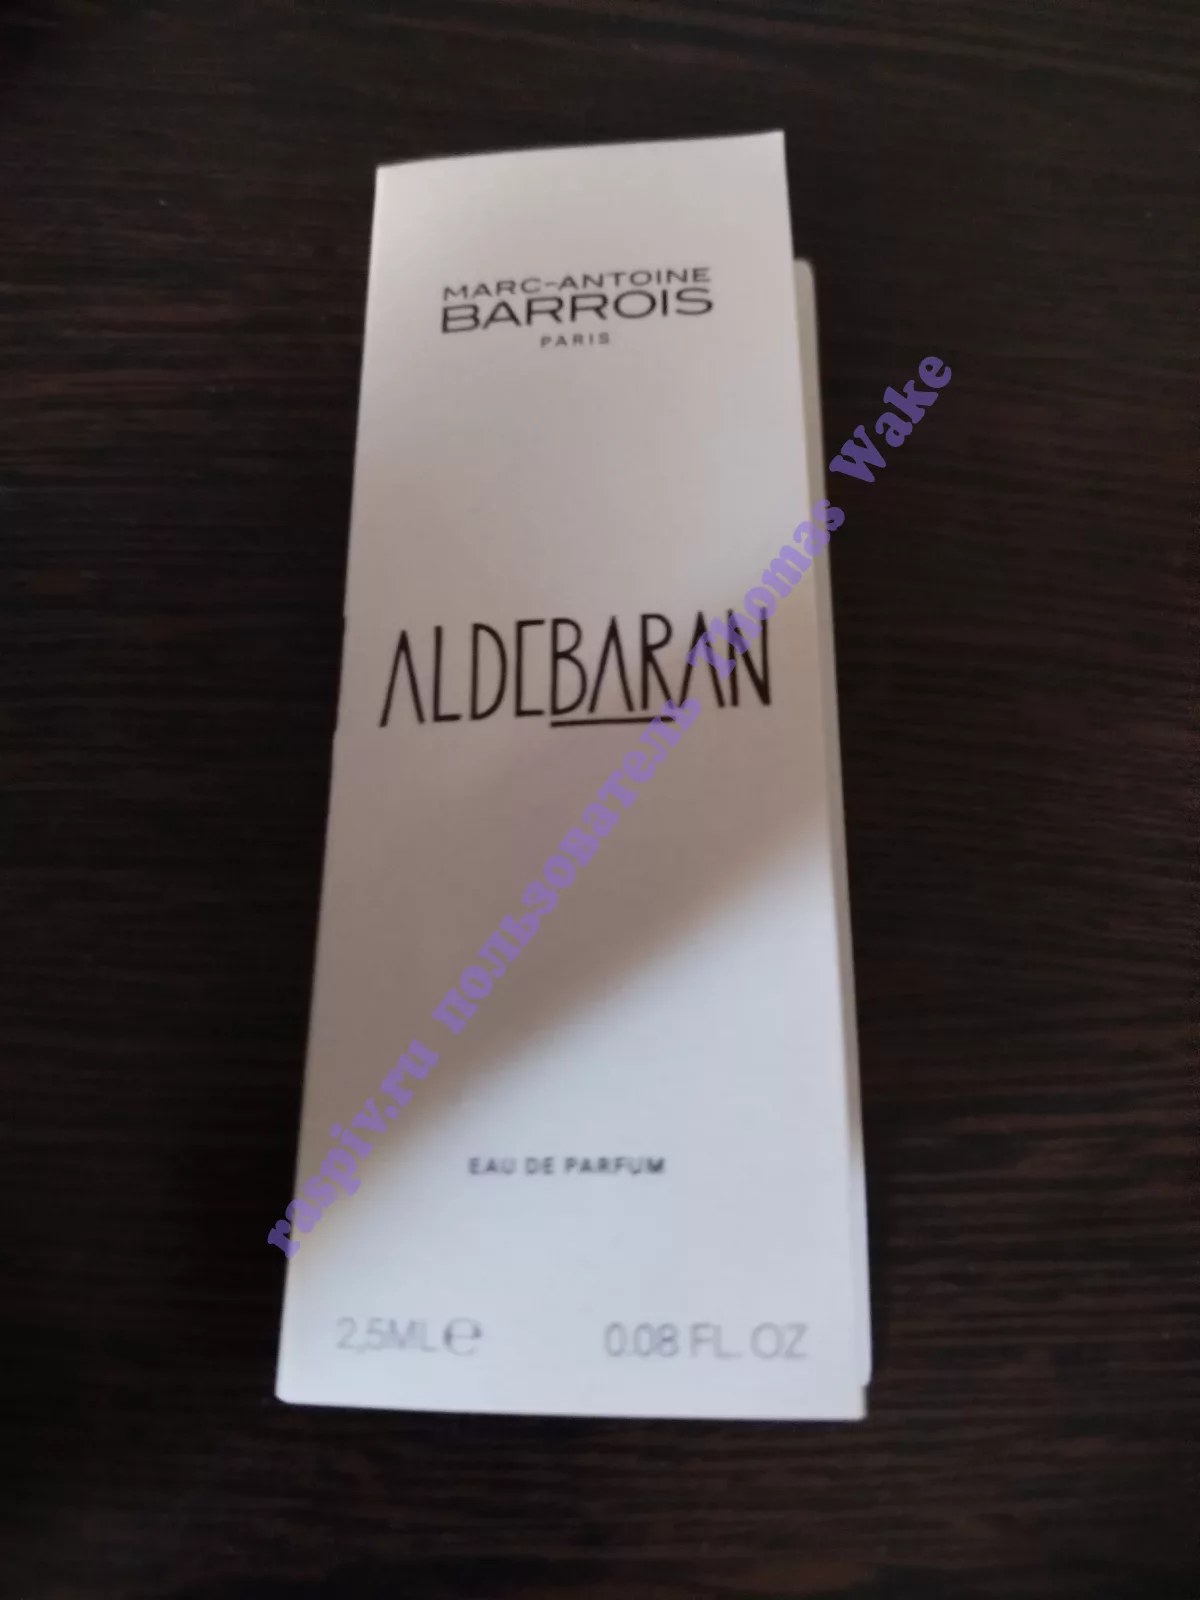 MARC-ANTOINE
BARROIS
PARIS
ALDEBARAN
raspiv.ru пользователь Thomas Wake
EAU DE PARFUM
2,5ML ℮ 0.08 FL. OZ